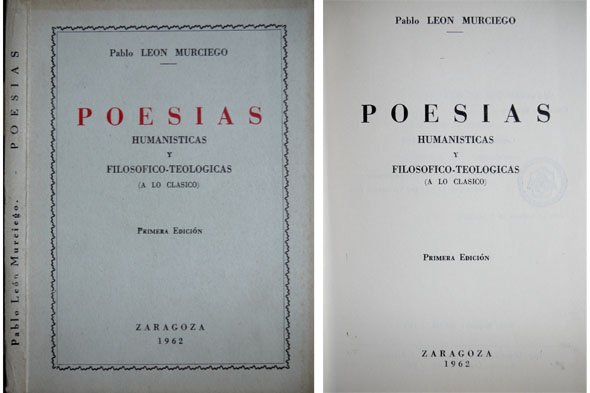 Pablo León Murciego. - POESIAS
Pablo LEON MURCIEGO
POESIAS
HUMANISTICAS
Y
FILOSOFICO-TEOLOGICAS
(A LO CLASICO)
PRIMERA EDICIÓN
ZARAGOZA
1962
Pablo LEON MURCIEGO
POESIAS
HUMANISTICAS
Y
FILOSOFICO-TEOLOGICAS
(A LO CLASICO)
PRIMERA EDICIÓN
ZARAGOZA
1962